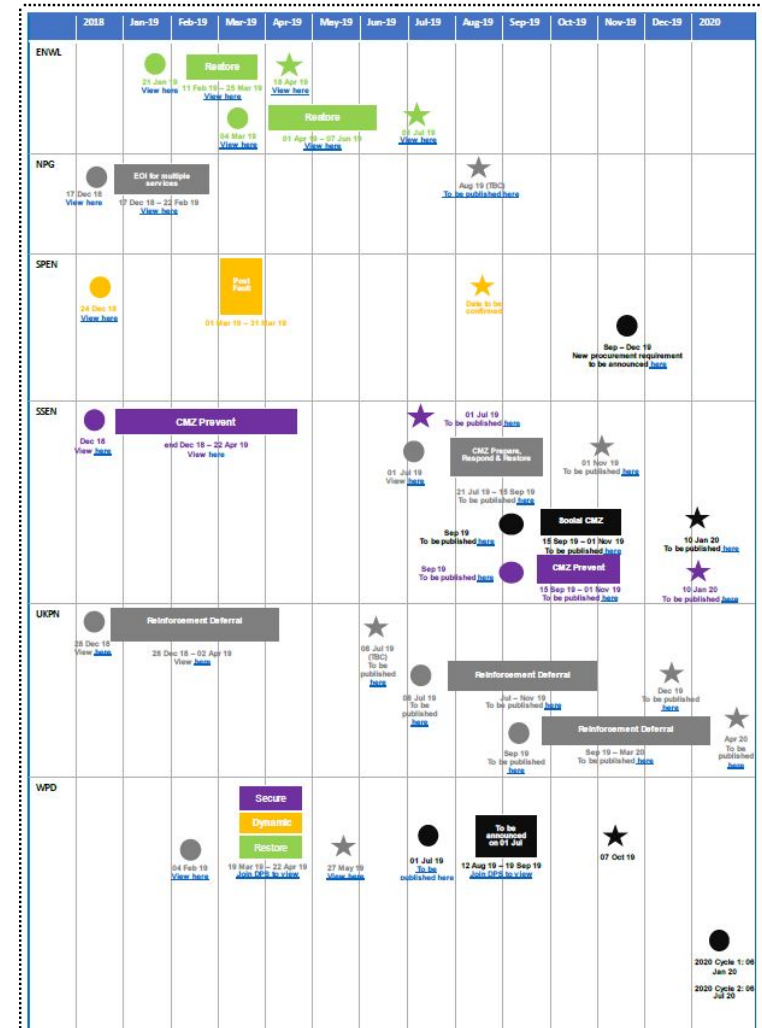 2018 Jan-19 Feb-19 Mar-19 Apr-19 May-19 Jun-19 Jul-19 Aug-19 Sep-19 Oct-19 Nov-19 Dec-19 2020
ENWL
Restore
21 Jan 19
View here
11 Feb 19 – 25 Mar 19
View here
18 Apr 19
View here
Restore
04 Mar 19
View here
01 Apr 19 – 07 Jun 19
View here
Jul 19
View here
NPG
EOI for multiple
services
17 Dec 18
View here
17 Dec 18 – 22 Feb 19
View here
Aug 19 (TBC)
To be published here
SPEN
Post
Fault
24 Dec 18
View here
01 Mar 19 – 31 Mar 19
Date to be
confirmed
Sep – Dec 19
New procurement requirement
to be announced here
SSEN
CMZ Prevent
Dec 18
View here
end Dec 18 – 22 Apr 19
View here
01 Jul 19
To be published here
CMZ Prepare,
Respond & Restore
01 Jul 19
View here
21 Jul 19 – 15 Sep 19
To be published here
01 Nov 19
To be published here
Social CMZ
Sep 19
To be published here
15 Sep 19 – 01 Nov 19
To be published here
10 Jan 20
To be published here
CMZ Prevent
Sep 19
To be published here
15 Sep 19 – 01 Nov 19
To be published here
10 Jan 20
To be published here
UKPN
Reinforcement Deferral
28 Dec 18
View here
28 Dec 18 – 02 Apr 19
View here
08 Jul 19
(TBC)
To be
published
here
Reinforcement Deferral
08 Jul 19
To be
published
here
Jul – Nov 19
To be published here
Dec 19
To be published
here
Reinforcement Deferral
Sep 19
To be published
here
Sep 19 – Mar 20
To be published here
Apr 20
To be
published
here
WPD
Secure
Dynamic
Restore
04 Feb 19
View here
19 Mar 19 – 22 Apr 19
Join DPS to view
27 May 19
View here
01 Jul 19
To be
published here
To be
announced
on 01 Jul
12 Aug 19 – 19 Sep 19
Join DPS to view
07 Oct 19
2020 Cycle 1: 06
Jan 20
2020 Cycle 2: 06
Jul 20